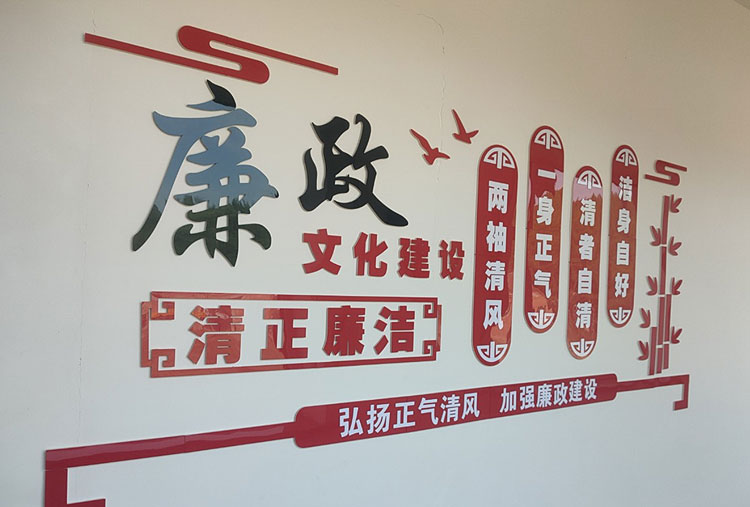 廉政
文化建设
清正廉洁
两袖清风
一身正气
清者自清
洁身自好
弘扬正气清风 加强廉政建设